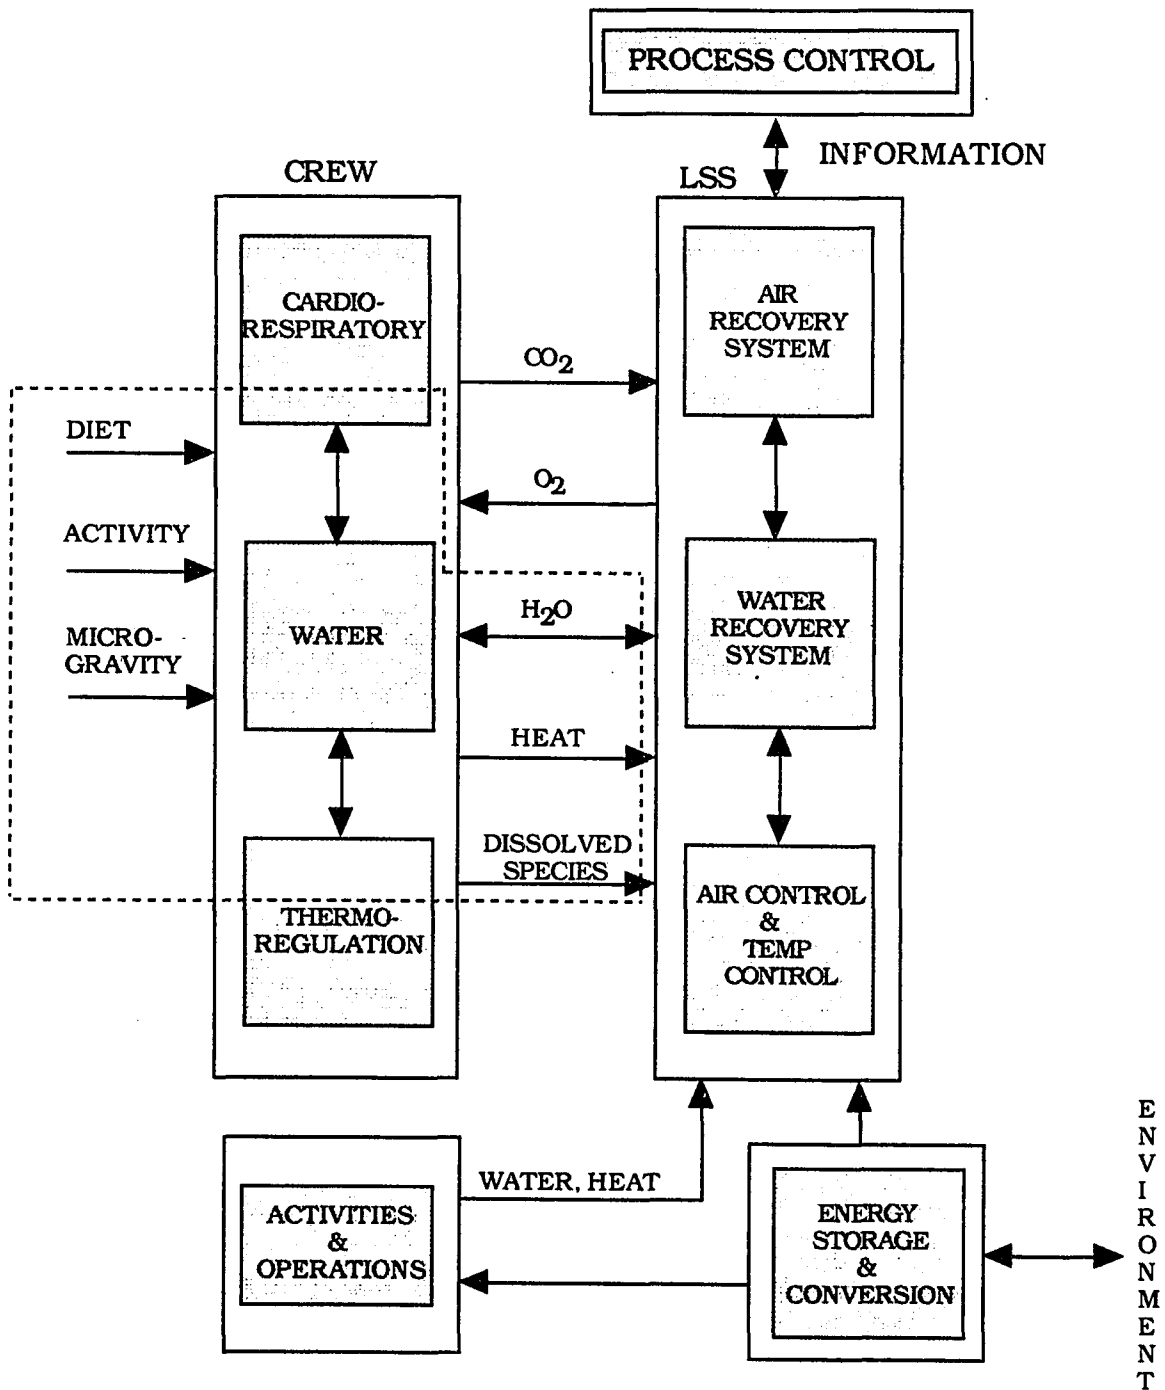 PROCESS CONTROL
INFORMATION
CREW
LSS
CARDIO-
RESPIRATORY
AIR
RECOVERY
SYSTEM
CO2
DIET
O2
ACTIVITY
H2O
WATER
WATER
RECOVERY
SYSTEM
MICRO-
GRAVITY
HEAT
DISSOLVED
SPECIES
THERMO-
REGULATION
AIR CONTROL
&
TEMP
CONTROL
WATER, HEAT
ACTIVITIES
&
OPERATIONS
ENERGY
STORAGE
&
CONVERSION
ENVIRONMENT